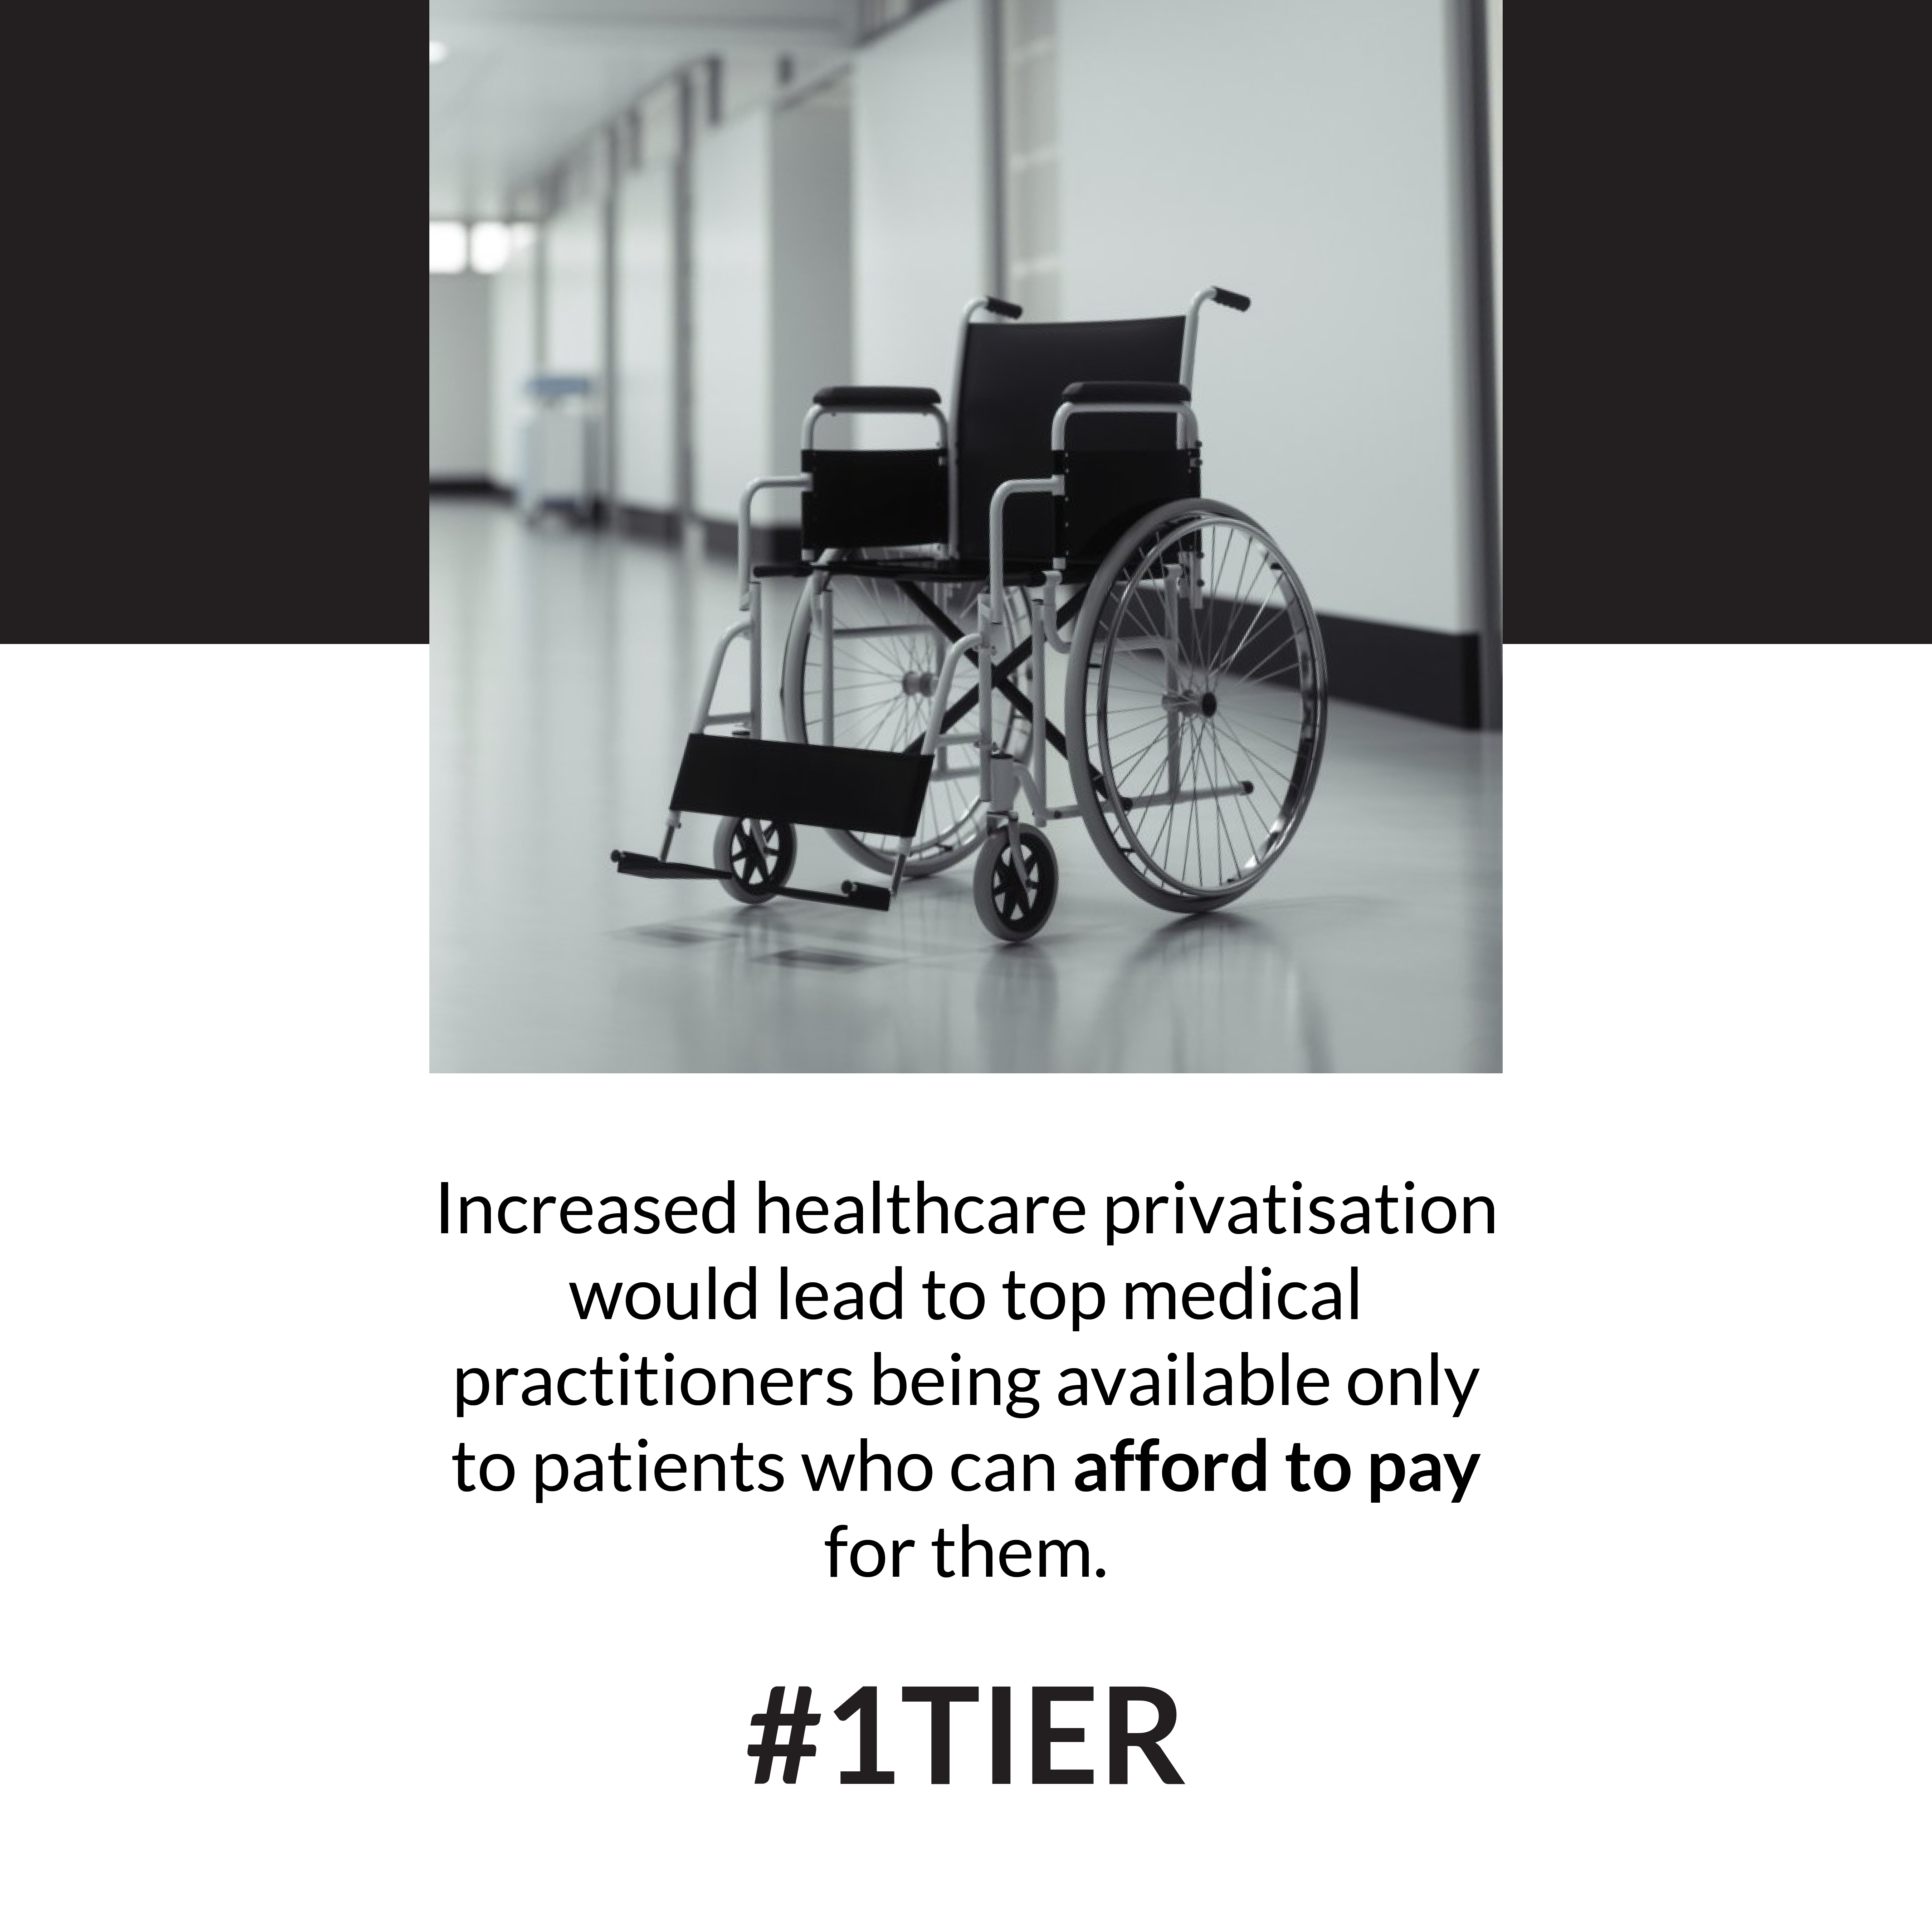 Increased healthcare privatisation
would lead to top medical
practitioners being available only
to patients who can afford to pay
for them.
#1TIER